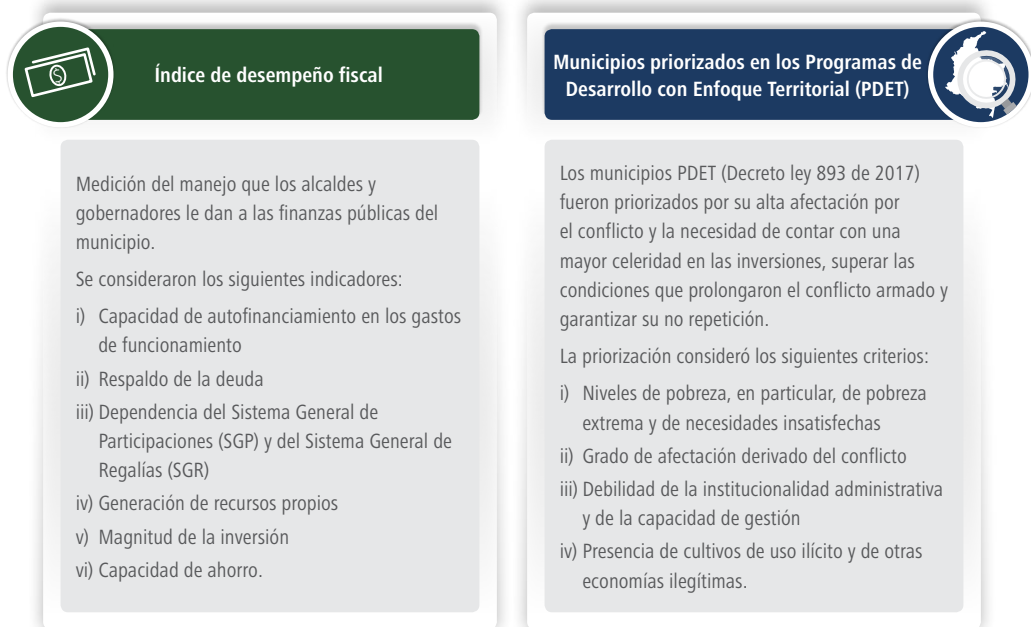 Índice de desempeño fiscal
Medición del manejo que los alcaldes y
gobernadores le dan a las finanzas públicas del
municipio.
Se consideraron los siguientes indicadores:
i) Capacidad de autofinanciamiento en los gastos
de funcionamiento
ii) Respaldo de la deuda
iii) Dependencia del Sistema General de
Participaciones (SGP) y del Sistema General de
Regalías (SGR)
iv) Generación de recursos propios
v) Magnitud de la inversión
vi) Capacidad de ahorro.
Municipios priorizados en los Programas de
Desarrollo con Enfoque Territorial (PDET)
Los municipios PDET (Decreto ley 893 de 2017)
fueron priorizados por su alta afectación por
el conflicto y la necesidad de contar con una
mayor celeridad en las inversiones, superar las
condiciones que prolongaron el conflicto armado y
garantizar su no repetición.
La priorización consideró los siguientes criterios:
i) Niveles de pobreza, en particular, de pobreza
extrema y de necesidades insatisfechas
ii) Grado de afectación derivado del conflicto
iii) Debilidad de la institucionalidad administrativa
y de la capacidad de gestión
iv) Presencia de cultivos de uso ilícito y de otras
economías ilegítimas.